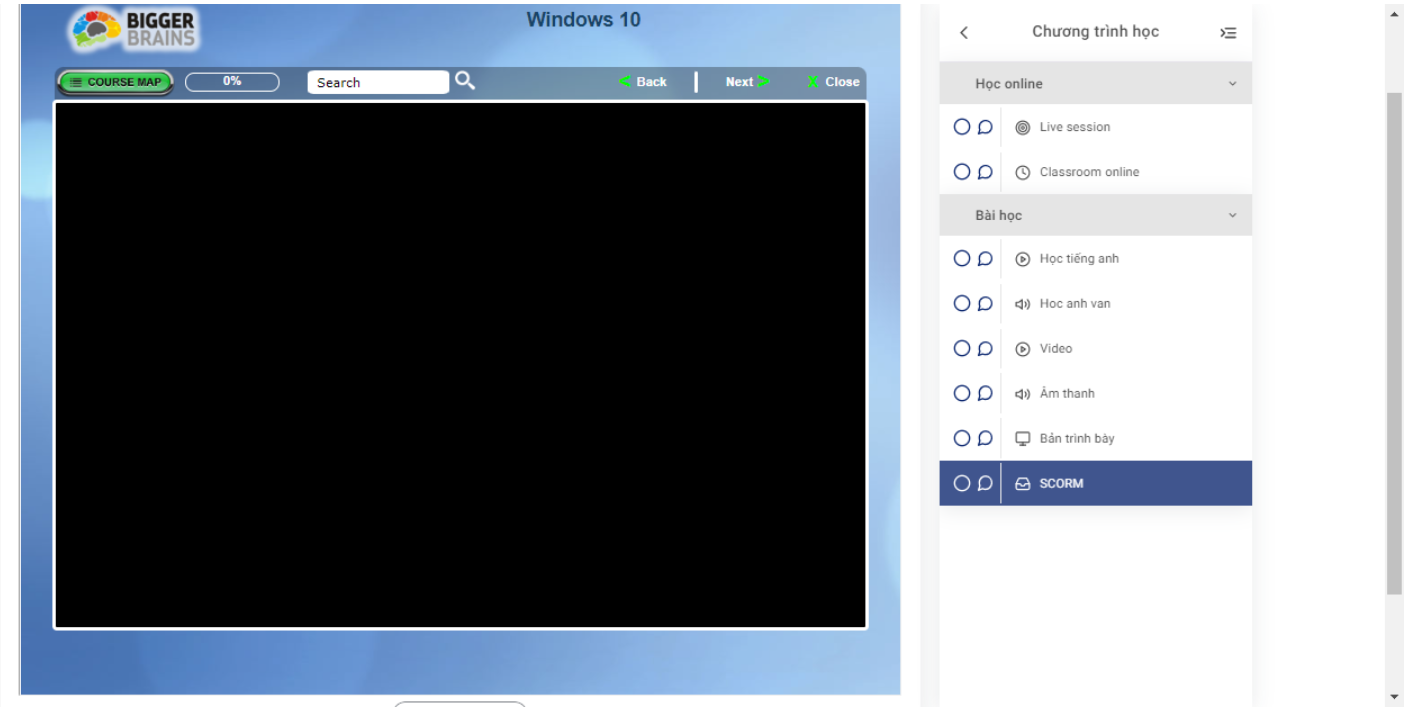 BIGGER
BRAINS
Windows 10
COURSE MAP
0%
Search
< Back
Next >
X Close
Chương trình học
Học online
Live session
Classroom online
Bài học
Học tiếng anh
Hoc anh van
Video
Âm thanh
Bản trình bày
SCORM